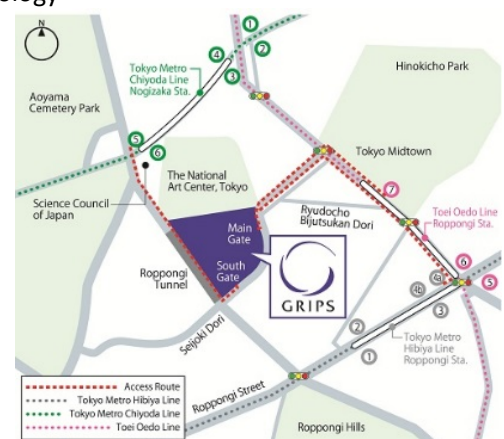 ology
N
Tokyo Metro
Chiyoda Line
Nogizaka Sta.
4
3
1
2
Hinokicho Park
Aoyama
Cemetery Park
5
6
The National
Art Center, Tokyo
Tokyo Midtown
Science Council
of Japan
7
Ryudocho
Bijutsukan Dori
Toei Oedo Line
Roppongi Sta.
Main
Gate
South
Gate
GRIPS
Roppongi
Tunnel
6
5
4a
4b
3
2
1
Seijoki Dori
Tokyo Metro
Hibiya Line
Roppongi Sta.
Roppongi Street
Roppongi Hills
Access Route
Tokyo Metro Hibiya Line
Tokyo Metro Chiyoda Line
Toei Oedo Line